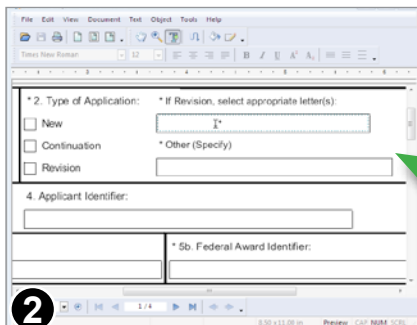 File Edit View Document Text Object Tools Help
Times New Roman 12 B I U A² A₂
* 2. Type of Application: * If Revision, select appropriate letter(s):
New
Continuation * Other (Specify)
Revision
4. Applicant Identifier:
* 5b. Federal Award Identifier:
2 1 / 4
8.50 x 11.00 in Preview CAP NUM SCRL